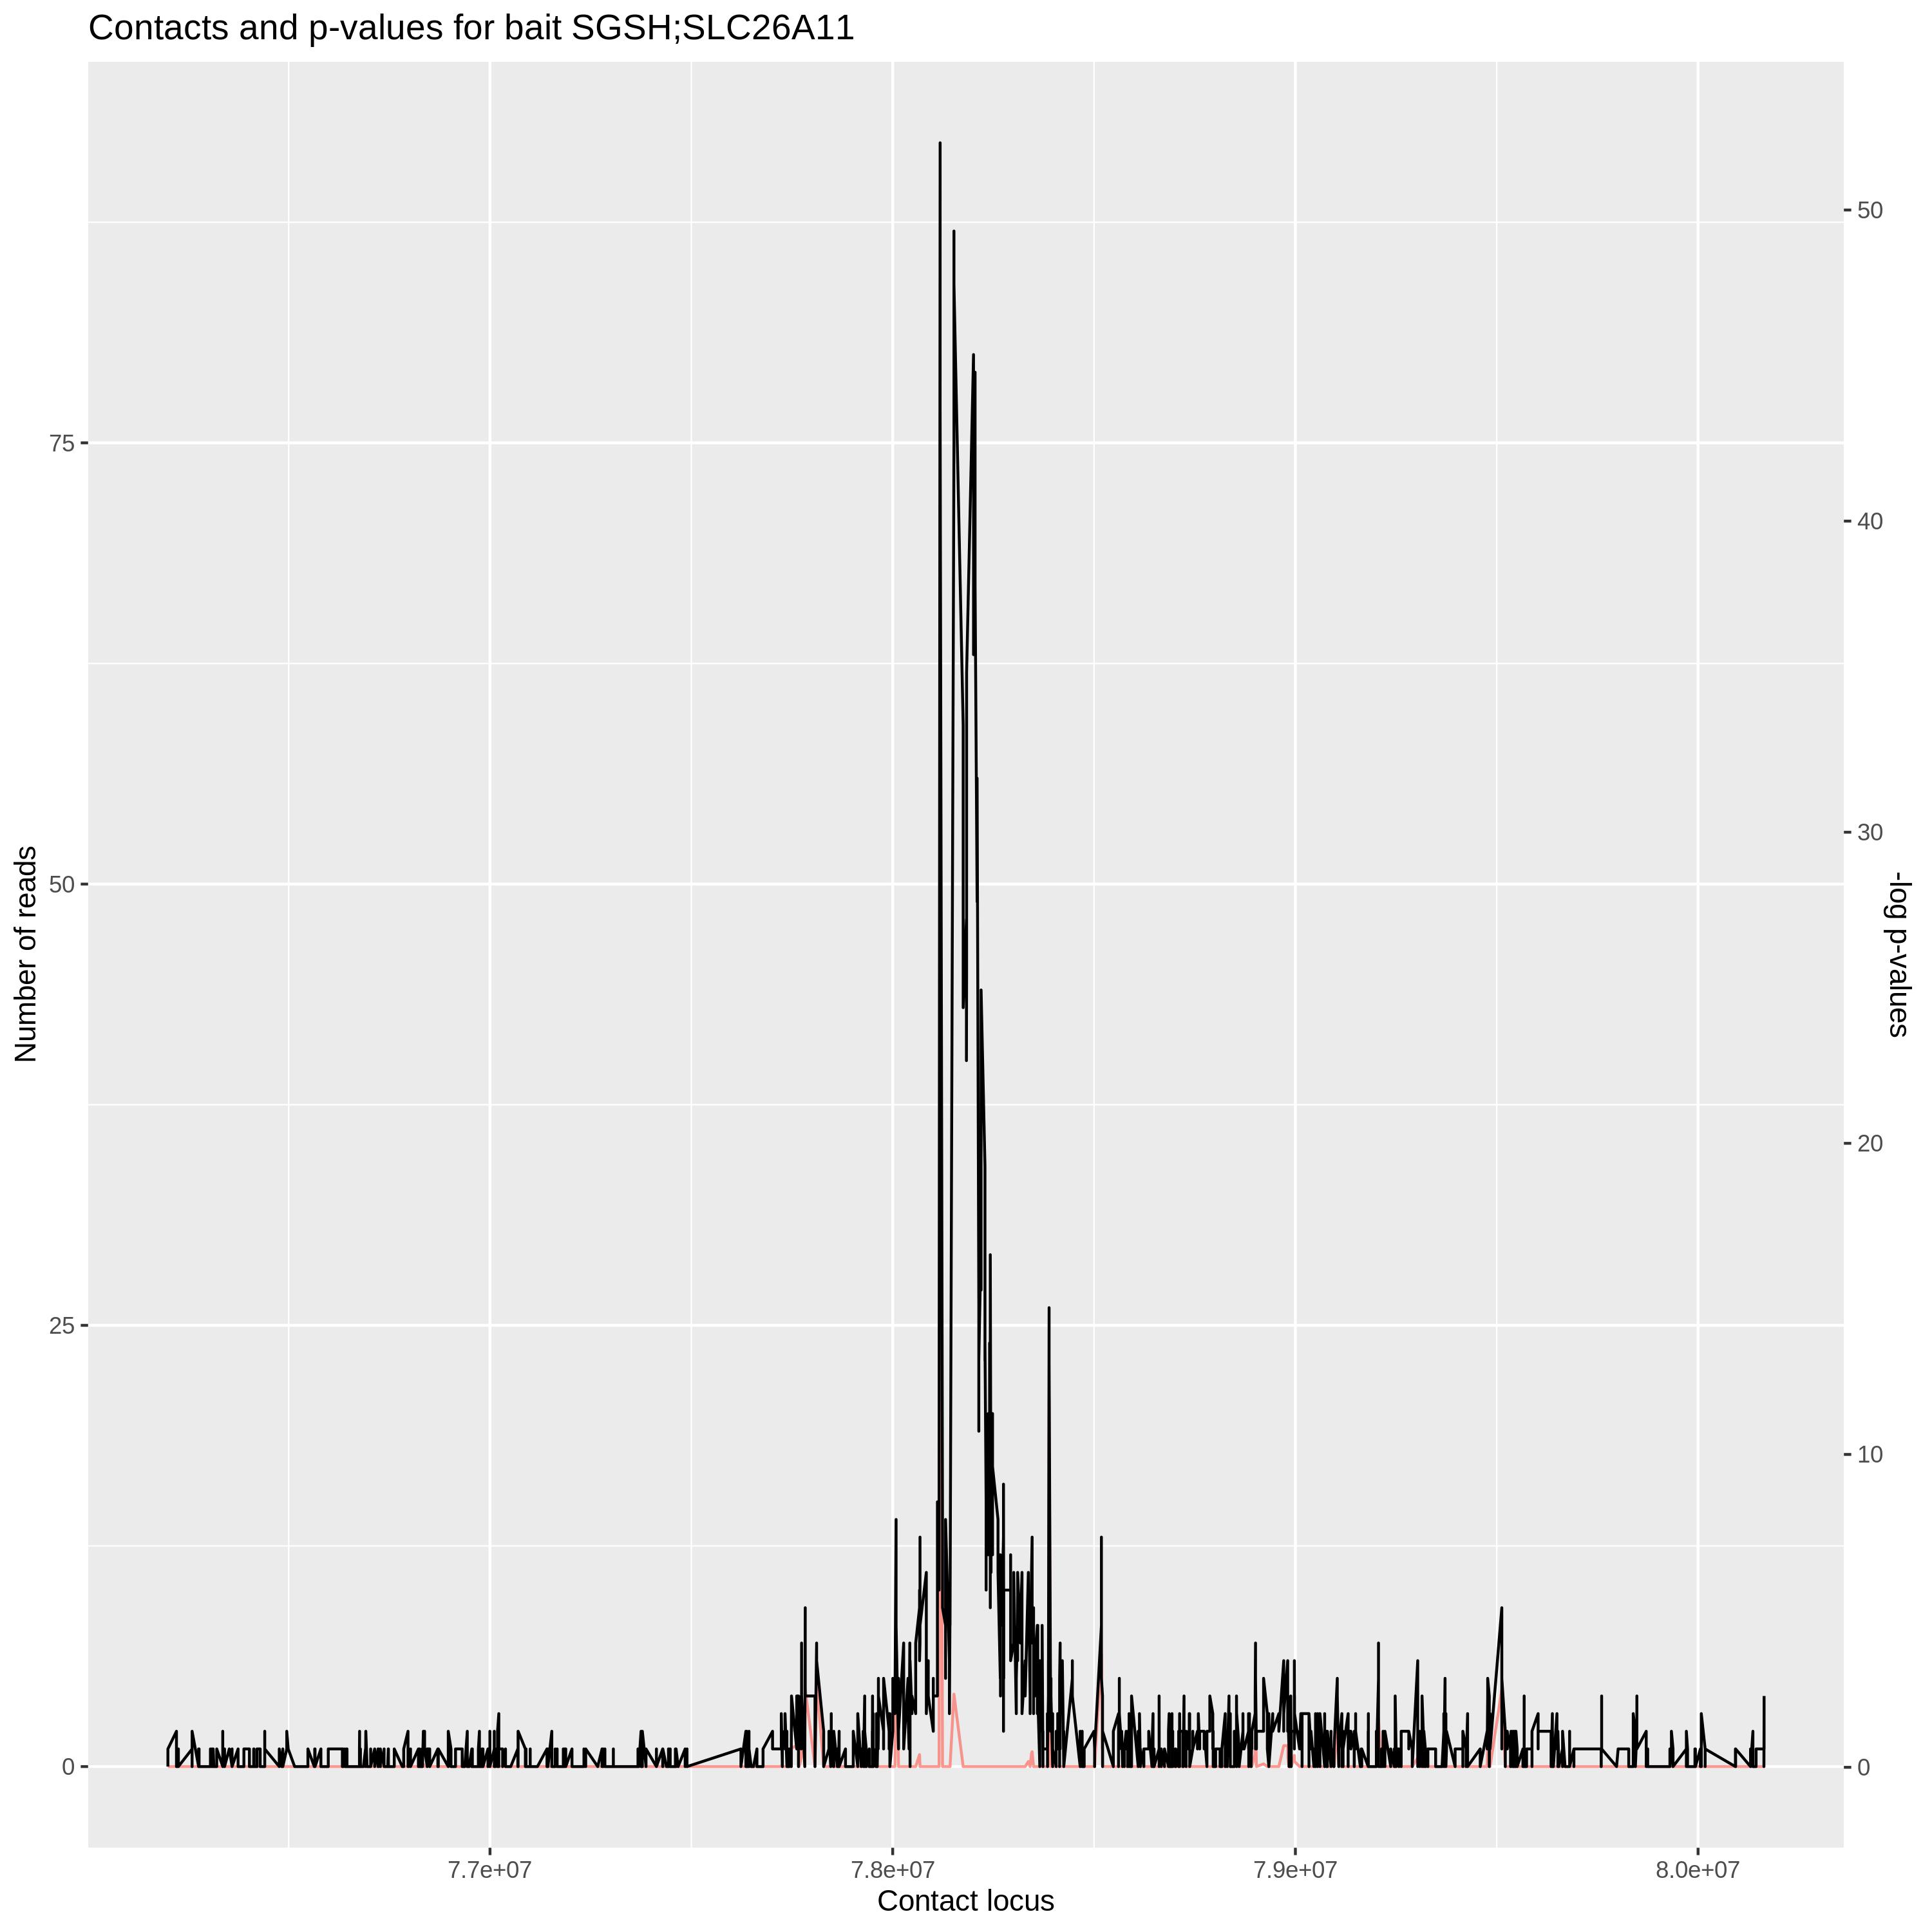 Contacts and p-values for bait SGSH;SLC26A11
Number of reads
75
50
25
0
50
40
30
20
10
0
-log p-values
7.7e+07
7.8e+07
7.9e+07
8.0e+07
Contact locus